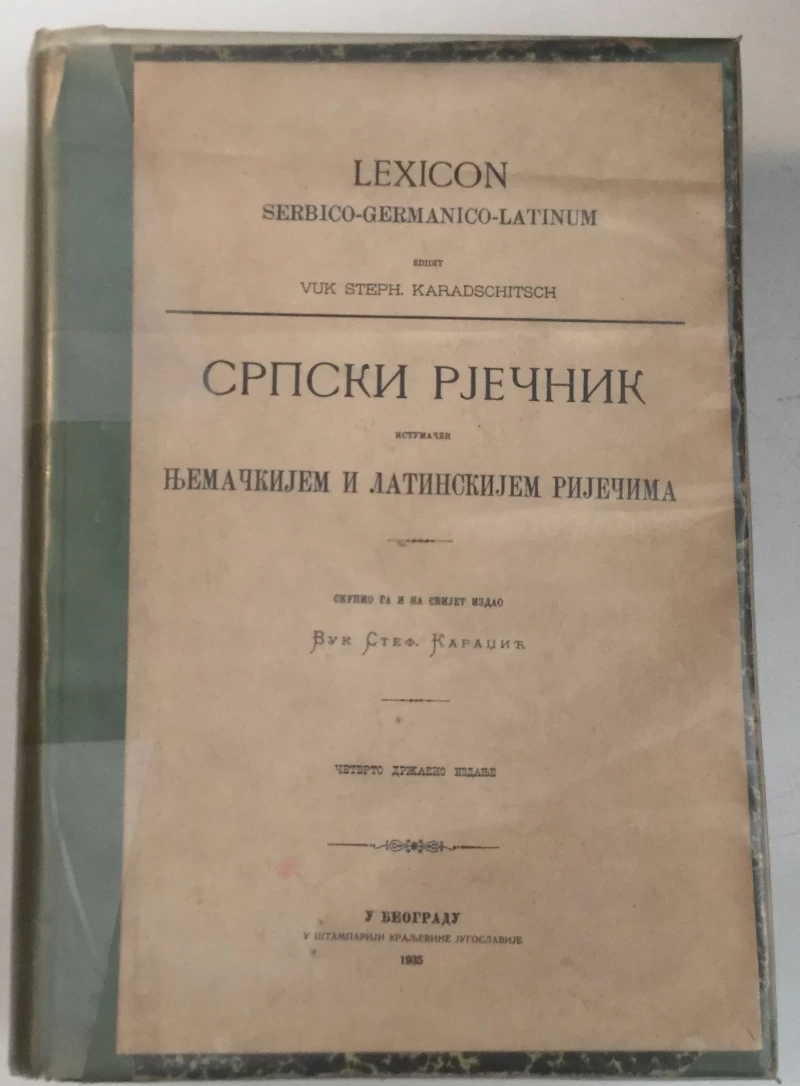 LEXICON
SERBICO-GERMANICO-LATINUM
EDIDIT
VUK STEPH. KARADSCHITSCH
СРПСКИ РЈЕЧНИК
ИСТУМАЧЕН
ЊЕМАЧКИЈЕМ И ЛАТИНСКИЈЕМ РИЈЕЧИМА
СКУПИО ГА И НА СВИЈЕТ ИЗДАО
ВУК СТЕФ. КАРАЏИЋ
ЧЕТВРТО ДРЖАВНО ИЗДАЊЕ
У БЕОГРАДУ
У ШТАМПАРИЈИ КРАЉЕВИНЕ ЈУГОСЛАВИЈЕ
1935